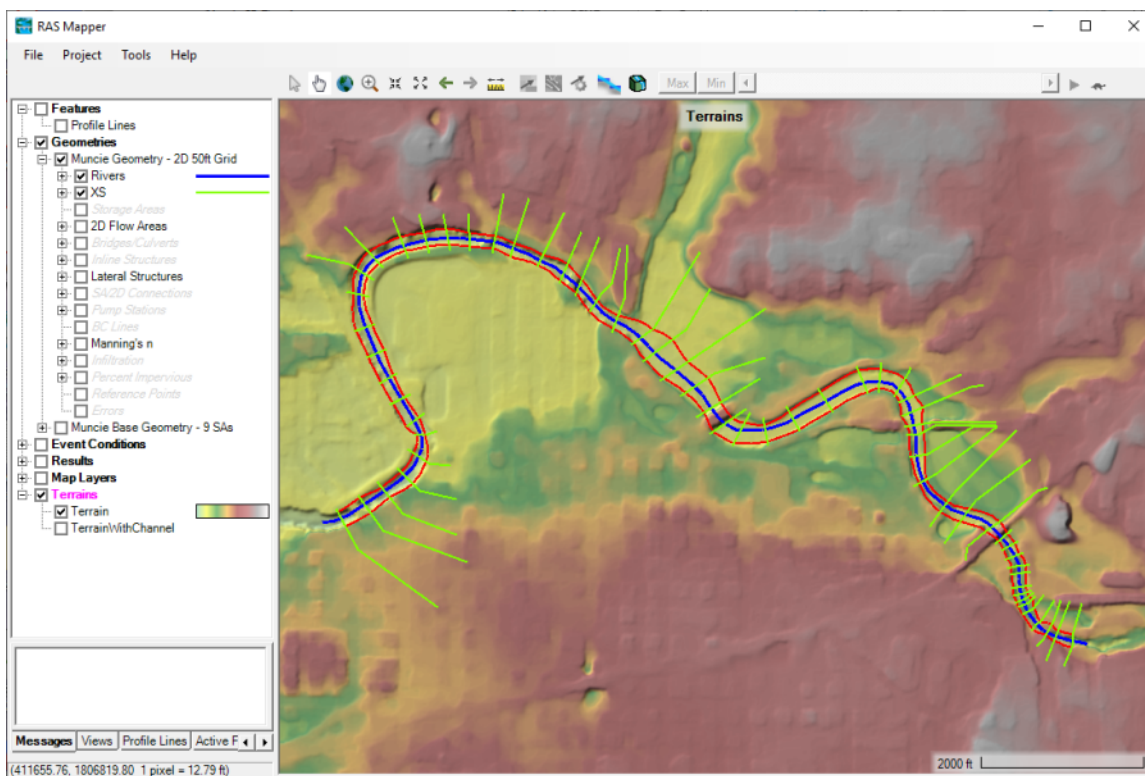 RAS Mapper
File Project Tools Help
Max Min
Features
Profile Lines
Geometries
Muncie Geometry - 2D 50ft Grid
Rivers
XS
Storage Areas
2D Flow Areas
Bridges/Culverts
Inline Structures
Lateral Structures
SA/2D Connections
Pump Stations
BC Lines
Manning's n
Infiltration
Percent Impervious
Reference Points
Errors
Muncie Base Geometry - 9 SAs
Event Conditions
Results
Map Layers
Terrains
Terrain
TerrainWithChannel
Terrains
2000 ft
Messages Views Profile Lines Active F
(411655.76, 1806819.80 1 pixel = 12.79 ft)